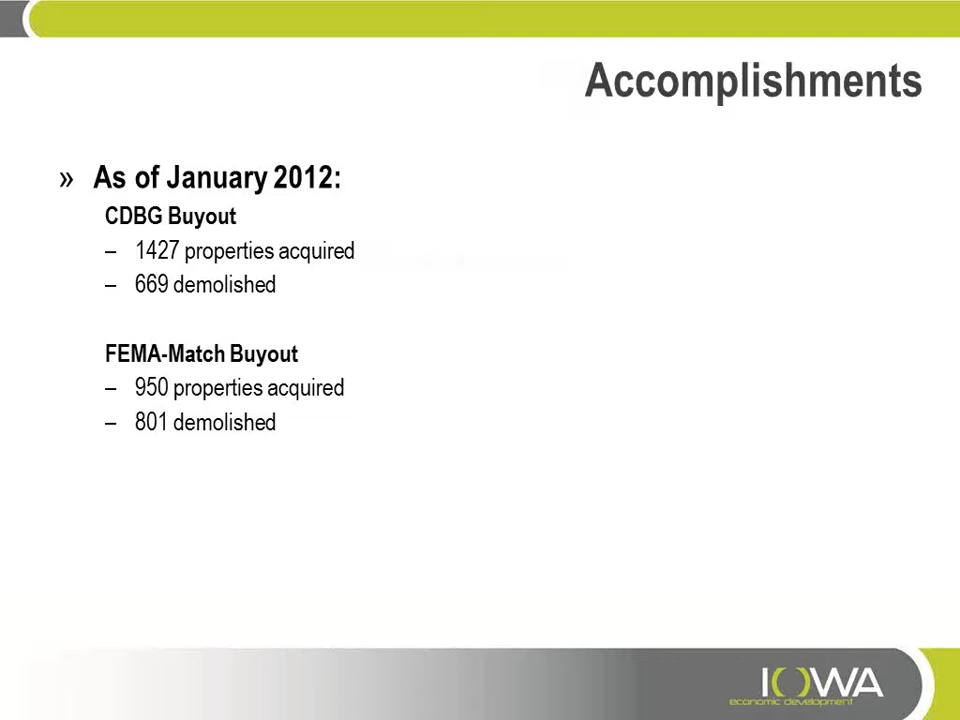 Accomplishments
» As of January 2012:
CDBG Buyout
– 1427 properties acquired
– 669 demolished
FEMA-Match Buyout
– 950 properties acquired
– 801 demolished
IOWA
economic development